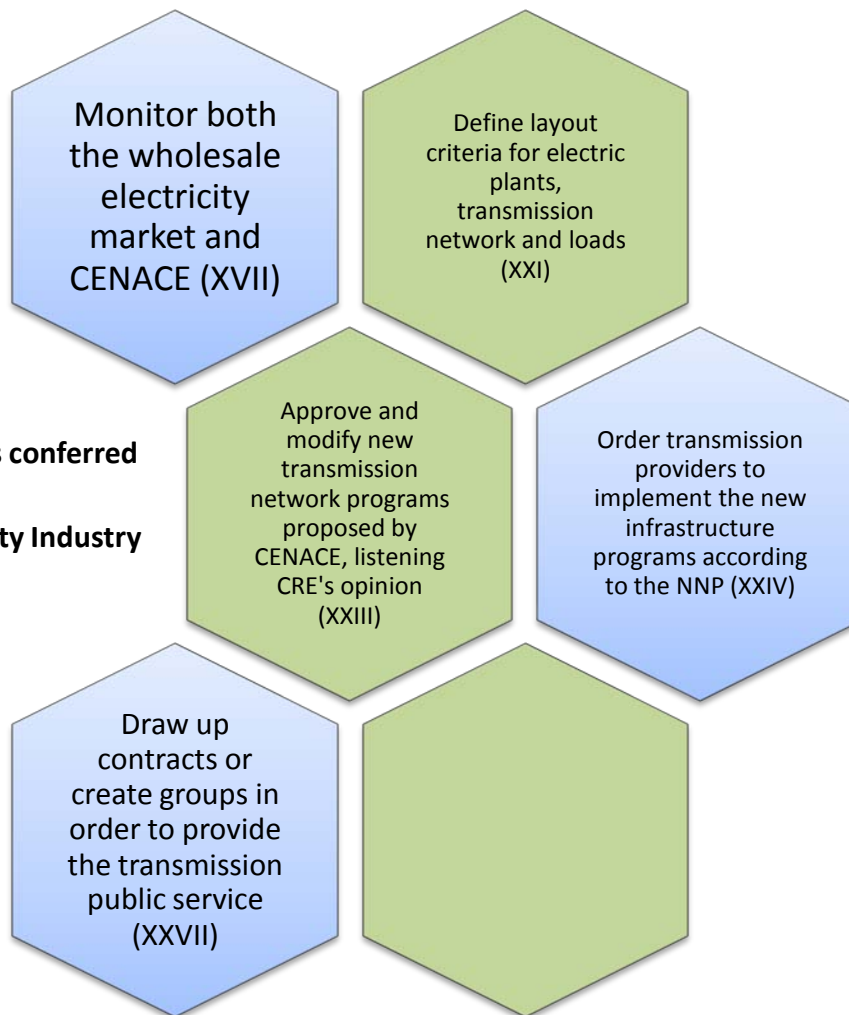 Monitor both
the wholesale
electricity
market and
CENACE (XVII)
Define layout
criteria for electric
plants,
transmission
network and loads
(XXI)
conferred
ty Industry
Approve and
modify new
transmission
network programs
proposed by
CENACE, listening
CRE's opinion
(XXIII)
Order transmission
providers to
implement the new
infrastructure
programs according
to the NNP (XXIV)
Draw up
contracts or
create groups in
order to provide
the transmission
public service
(XXVII)